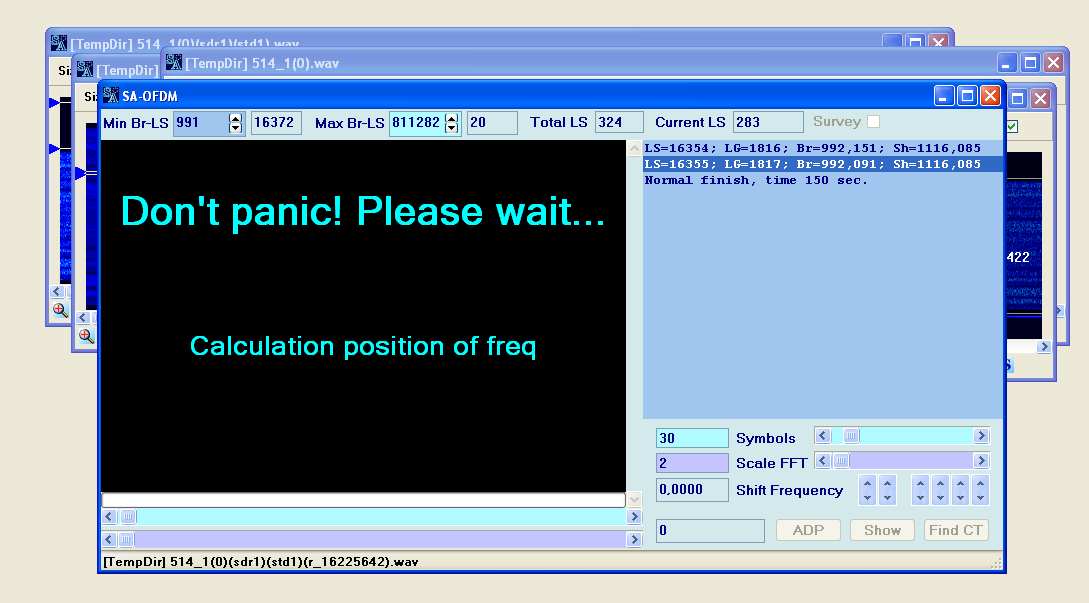 [TempDir] 514_1(0)(sdr1)(std1).wav
[TempDir] 514_1(0).wav
[TempDir]
SA-OFDM
Min Br-LS 991 16372 Max Br-LS 811282 20 Total LS 324 Current LS 283 Survey
LS=16354; LG=1816; Br=992,151; Sh=1116,085
LS=16355; LG=1817; Br=992,091; Sh=1116,085
Normal finish, time 150 sec.
Don't panic! Please wait...
422
Calculation position of freq
30 Symbols
2 Scale FFT
0,0000 Shift Frequency
0 ADP Show Find CT
[TempDir] 514_1(0)(sdr1)(std1)(r_16225642).wav